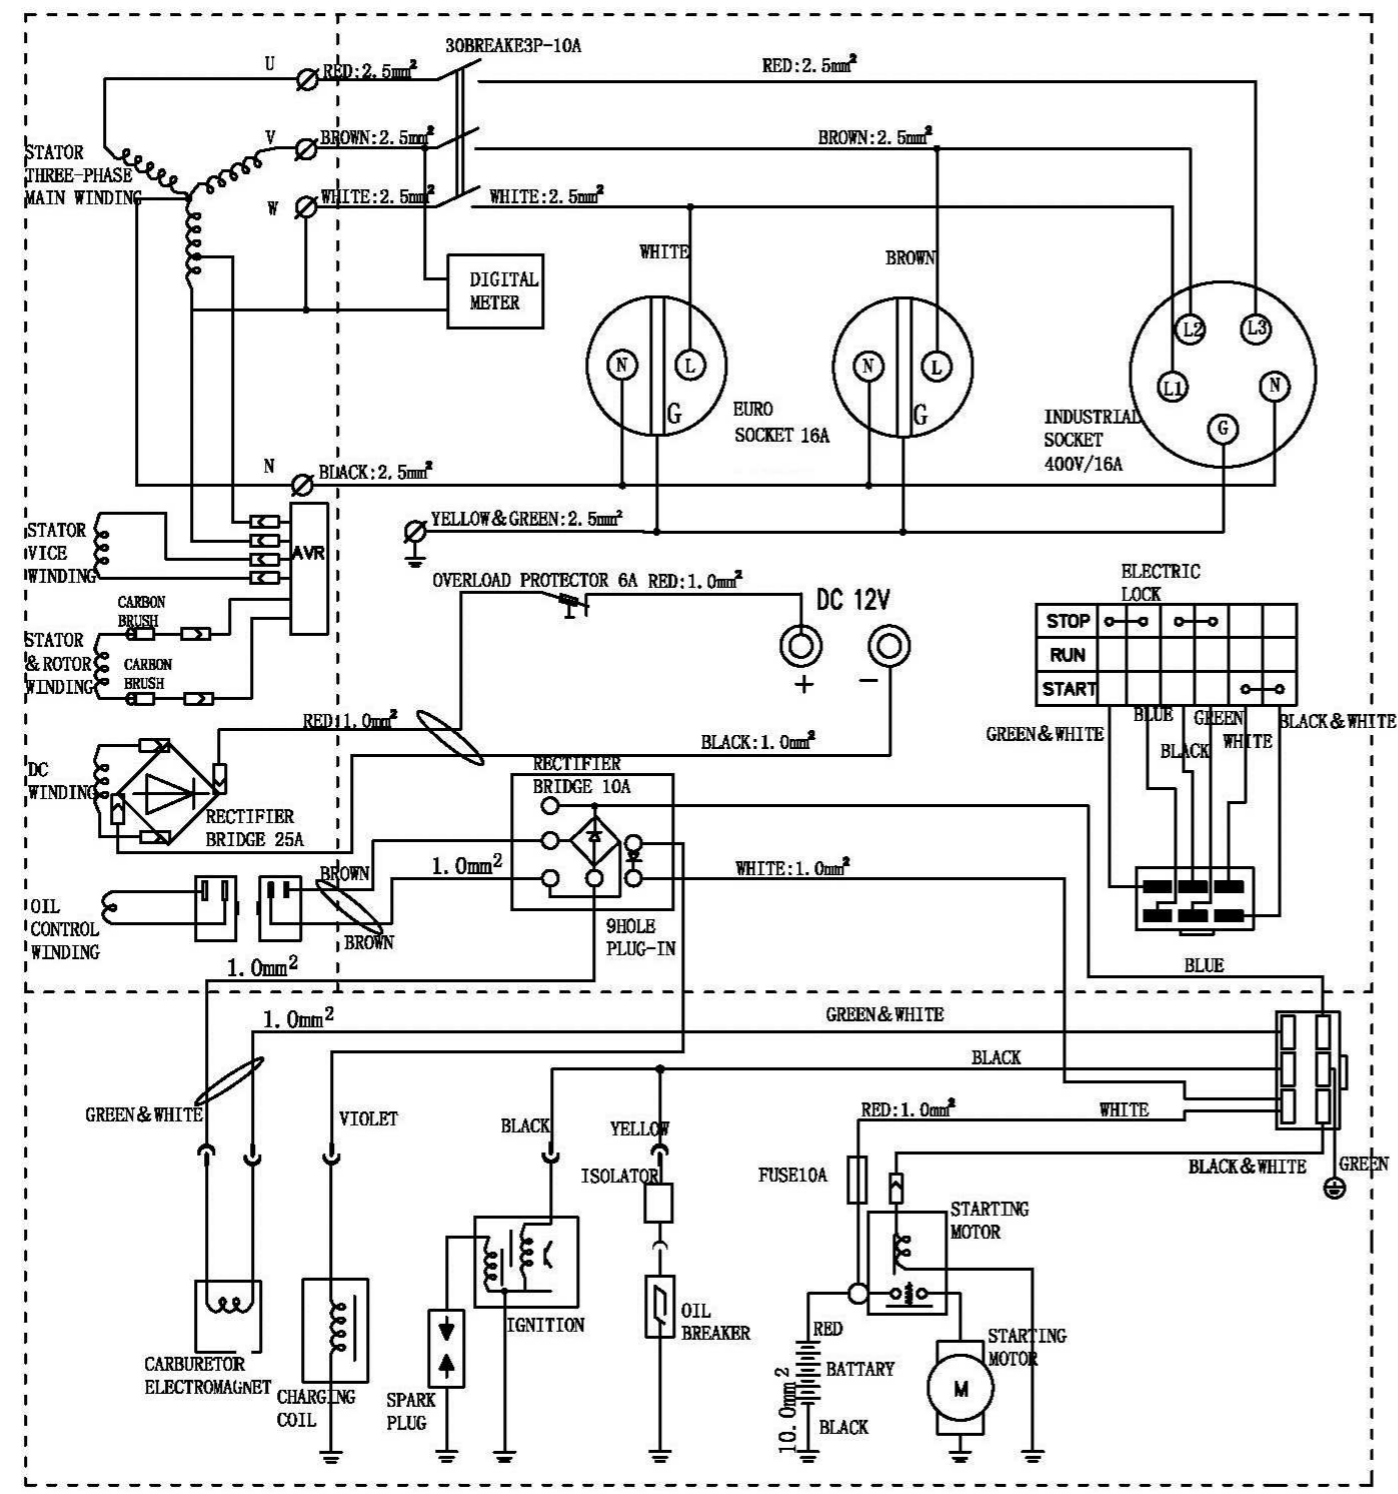 30BREAKE3P-10A
U
RED:2.5mm²
RED:2.5mm²
V
BROWN:2.5mm²
BROWN:2.5mm²
STATOR
THREE-PHASE
MAIN WINDING
W
WHITE:2.5mm²
WHITE:2.5mm²
WHITE
BROWN
DIGITAL
METER
N
L
G
N
L
G
L2
L3
L1
N
G
EURO
SOCKET 16A
INDUSTRIAL
SOCKET
400V/16A
N
BLACK:2.5mm²
YELLOW&GREEN:2.5mm²
STATOR
VICE
WINDING
AVR
OVERLOAD PROTECTOR 6A
RED:1.0mm²
DC 12V
+
−
ELECTRIC
LOCK
STOP
RUN
START
CARBON
BRUSH
STATOR
&ROTOR
WINDING
CARBON
BRUSH
RED:1.0mm²
BLACK:1.0mm²
GREEN&WHITE
BLUE
BLACK
GREEN
WHITE
BLACK&WHITE
DC
WINDING
RECTIFIER
BRIDGE 25A
RECTIFIER
BRIDGE 10A
BROWN
1.0mm²
WHITE:1.0mm²
OIL
CONTROL
WINDING
BROWN
9HOLE
PLUG-IN
1.0mm²
BLUE
1.0mm²
GREEN&WHITE
BLACK
GREEN&WHITE
VIOLET
BLACK
YELLOW
RED:1.0mm²
WHITE
ISOLATOR
FUSE10A
BLACK&WHITE
GREEN
STARTING
MOTOR
IGNITION
OIL
BREAKER
RED
STARTING
MOTOR
CARBURETOR
ELECTROMAGNET
CHARGING
COIL
SPARK
PLUG
BATTARY
10.0mm²
BLACK
M